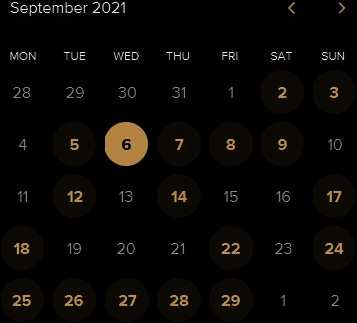 September 2021
MON TUE WED THU FRI SAT SUN
28 29 30 31 1 2 3
4 5 6 7 8 9 10
11 12 13 14 15 16 17
18 19 20 21 22 23 24
25 26 27 28 29 1 2